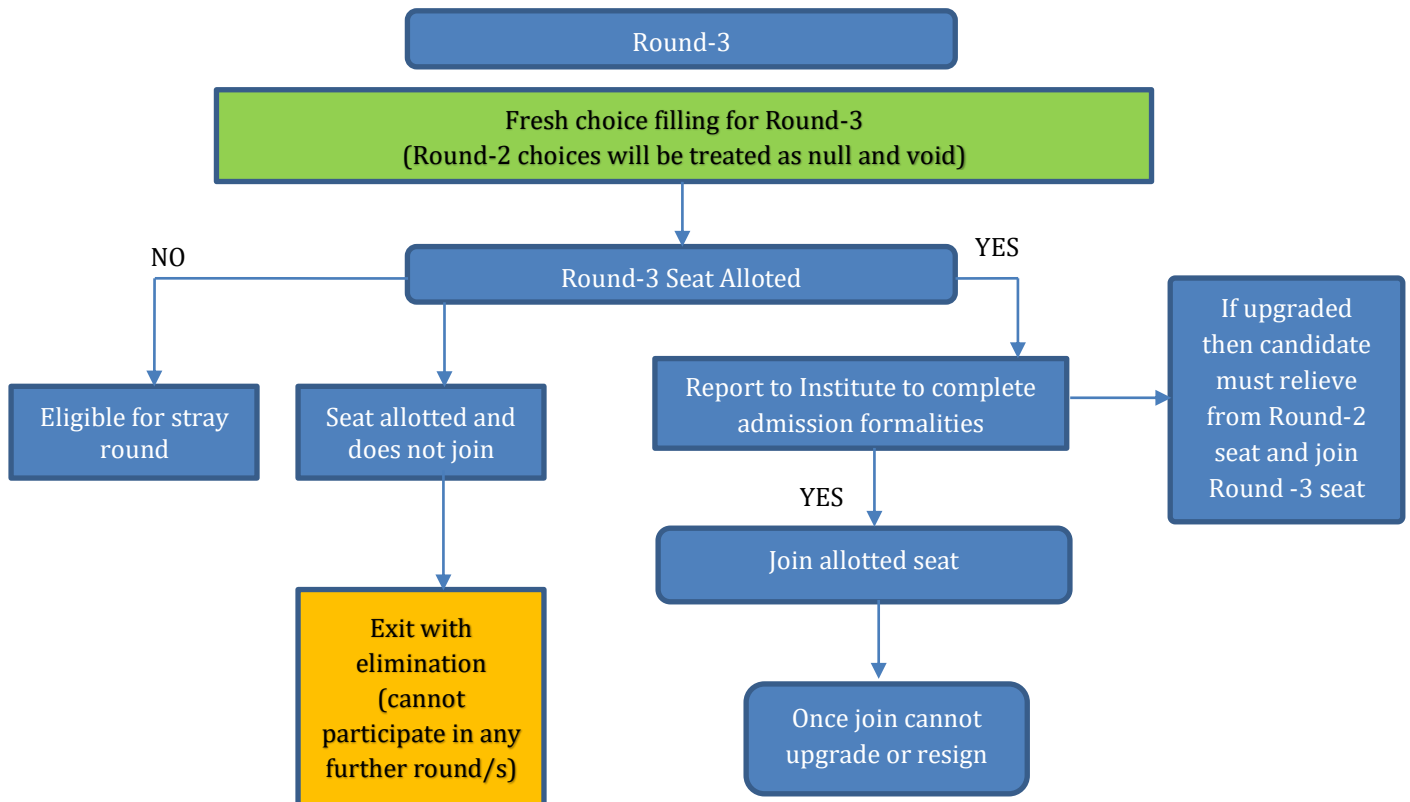 Round-3
Fresh choice filling for Round-3
(Round-2 choices will be treated as null and void)
NO
YES
Round-3 Seat Alloted
If upgraded
then candidate
must relieve
from Round-2
seat and join
Round -3 seat
Eligible for stray
round
Seat allotted and
does not join
Report to Institute to complete
admission formalities
YES
Join allotted seat
Exit with
elimination
(cannot
participate in any
further round/s)
Once join cannot
upgrade or resign